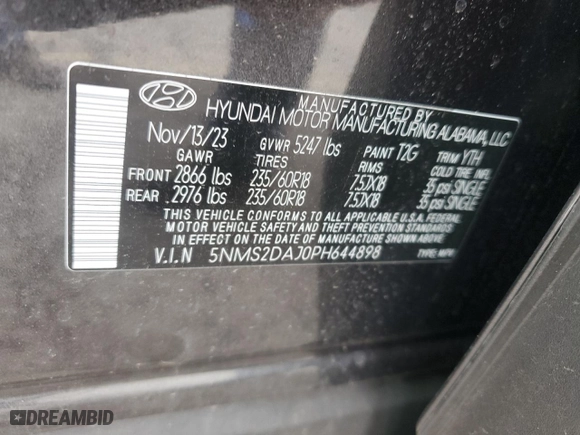 MANUFACTURED BY
HYUNDAI MOTOR MANUFACTURING ALABAMA, LLC
Nov/13/23 GVWR 5247 lbs PAINT T2G TRIM YTH
GAWR TIRES RIMS COLD TIRE INFL
FRONT 2866 lbs 235/60R18 7.5JX18 35 psi SINGLE
REAR 2976 lbs 235/60R18 7.5JX18 35 psi SINGLE
THIS VEHICLE CONFORMS TO ALL APPLICABLE U.S.A. FEDERAL
MOTOR VEHICLE SAFETY AND THEFT PREVENTION STANDARDS
IN EFFECT ON THE DATE OF MANUFACTURE SHOWN ABOVE.
V.I.N 5NMS2DAJ0PH644898 TYPE: MPV
DREAMBID